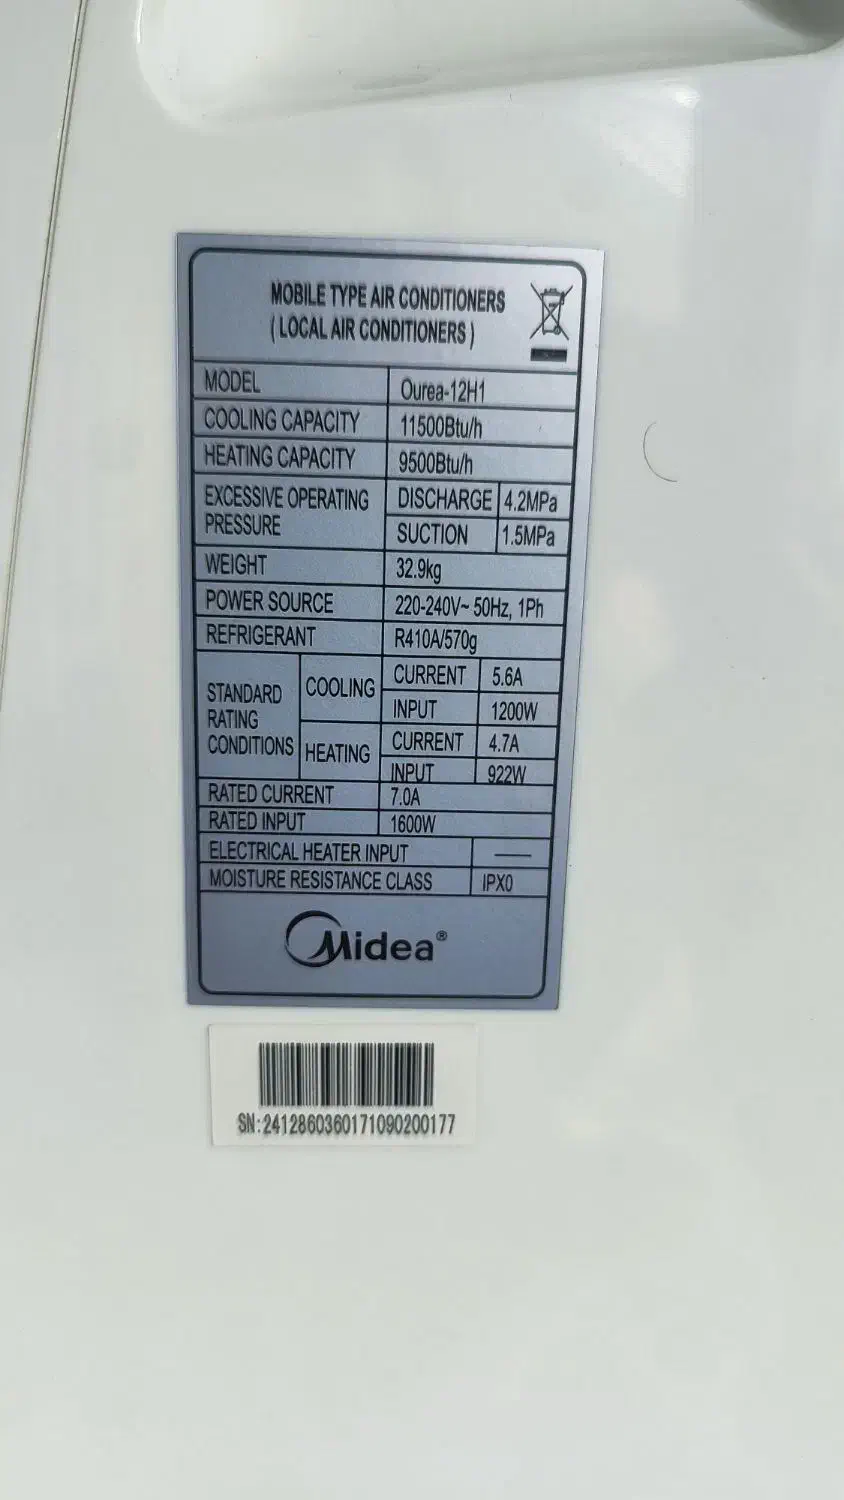 MOBILE TYPE AIR CONDITIONERS
( LOCAL AIR CONDITIONERS )
MODEL Ourea-12H1
COOLING CAPACITY 11500Btu/h
HEATING CAPACITY 9500Btu/h
EXCESSIVE OPERATING PRESSURE DISCHARGE 4.2MPa
SUCTION 1.5MPa
WEIGHT 32.9kg
POWER SOURCE 220-240V~ 50Hz, 1Ph
REFRIGERANT R410A/570g
STANDARD RATING CONDITIONS COOLING CURRENT 5.6A
INPUT 1200W
HEATING CURRENT 4.7A
INPUT 922W
RATED CURRENT 7.0A
RATED INPUT 1600W
ELECTRICAL HEATER INPUT —
MOISTURE RESISTANCE CLASS IPX0
Midea®
SN:2412860360171090200177